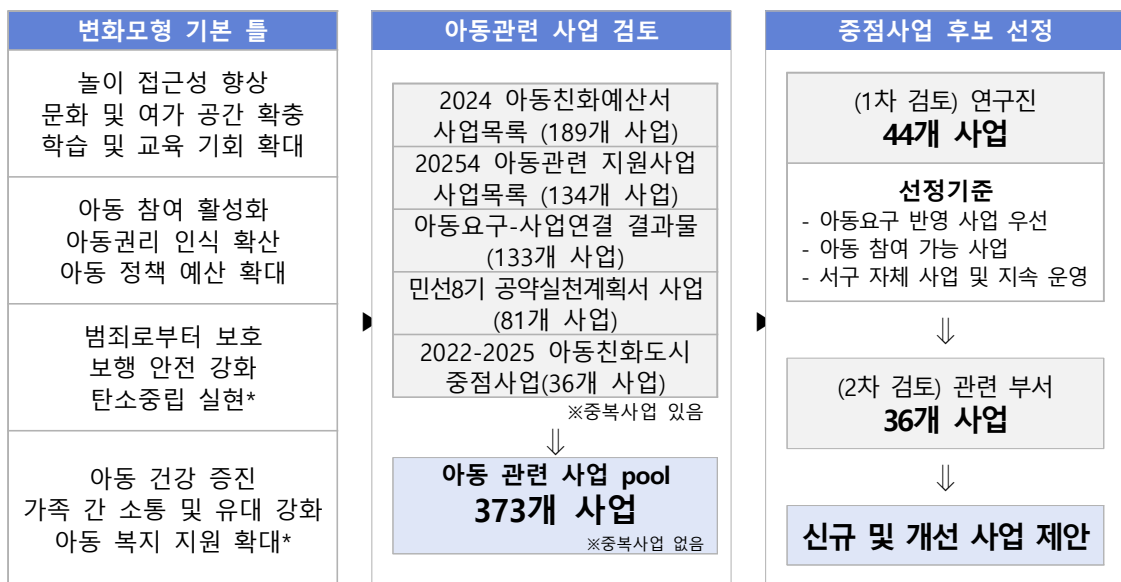 변화모형 기본 틀
놀이 접근성 향상
문화 및 여가 공간 확충
학습 및 교육 기회 확대
아동 참여 활성화
아동권리 인식 확산
아동 정책 예산 확대
범죄로부터 보호
보행 안전 강화
탄소중립 실현*
아동 건강 증진
가족 간 소통 및 유대 강화
아동 복지 지원 확대*
아동관련 사업 검토
2024 아동친화예산서
사업목록 (189개 사업)
20254 아동관련 지원사업
사업목록 (134개 사업)
아동요구-사업연결 결과물
(133개 사업)
민선8기 공약실천계획서 사업
(81개 사업)
2022-2025 아동친화도시
중점사업(36개 사업)
※중복사업 있음
⇓
아동 관련 사업 pool
373개 사업
※중복사업 없음
중점사업 후보 선정
(1차 검토) 연구진
44개 사업
선정기준
- 아동요구 반영 사업 우선
- 아동 참여 가능 사업
- 서구 자체 사업 및 지속 운영
⇓
(2차 검토) 관련 부서
36개 사업
⇓
신규 및 개선 사업 제안